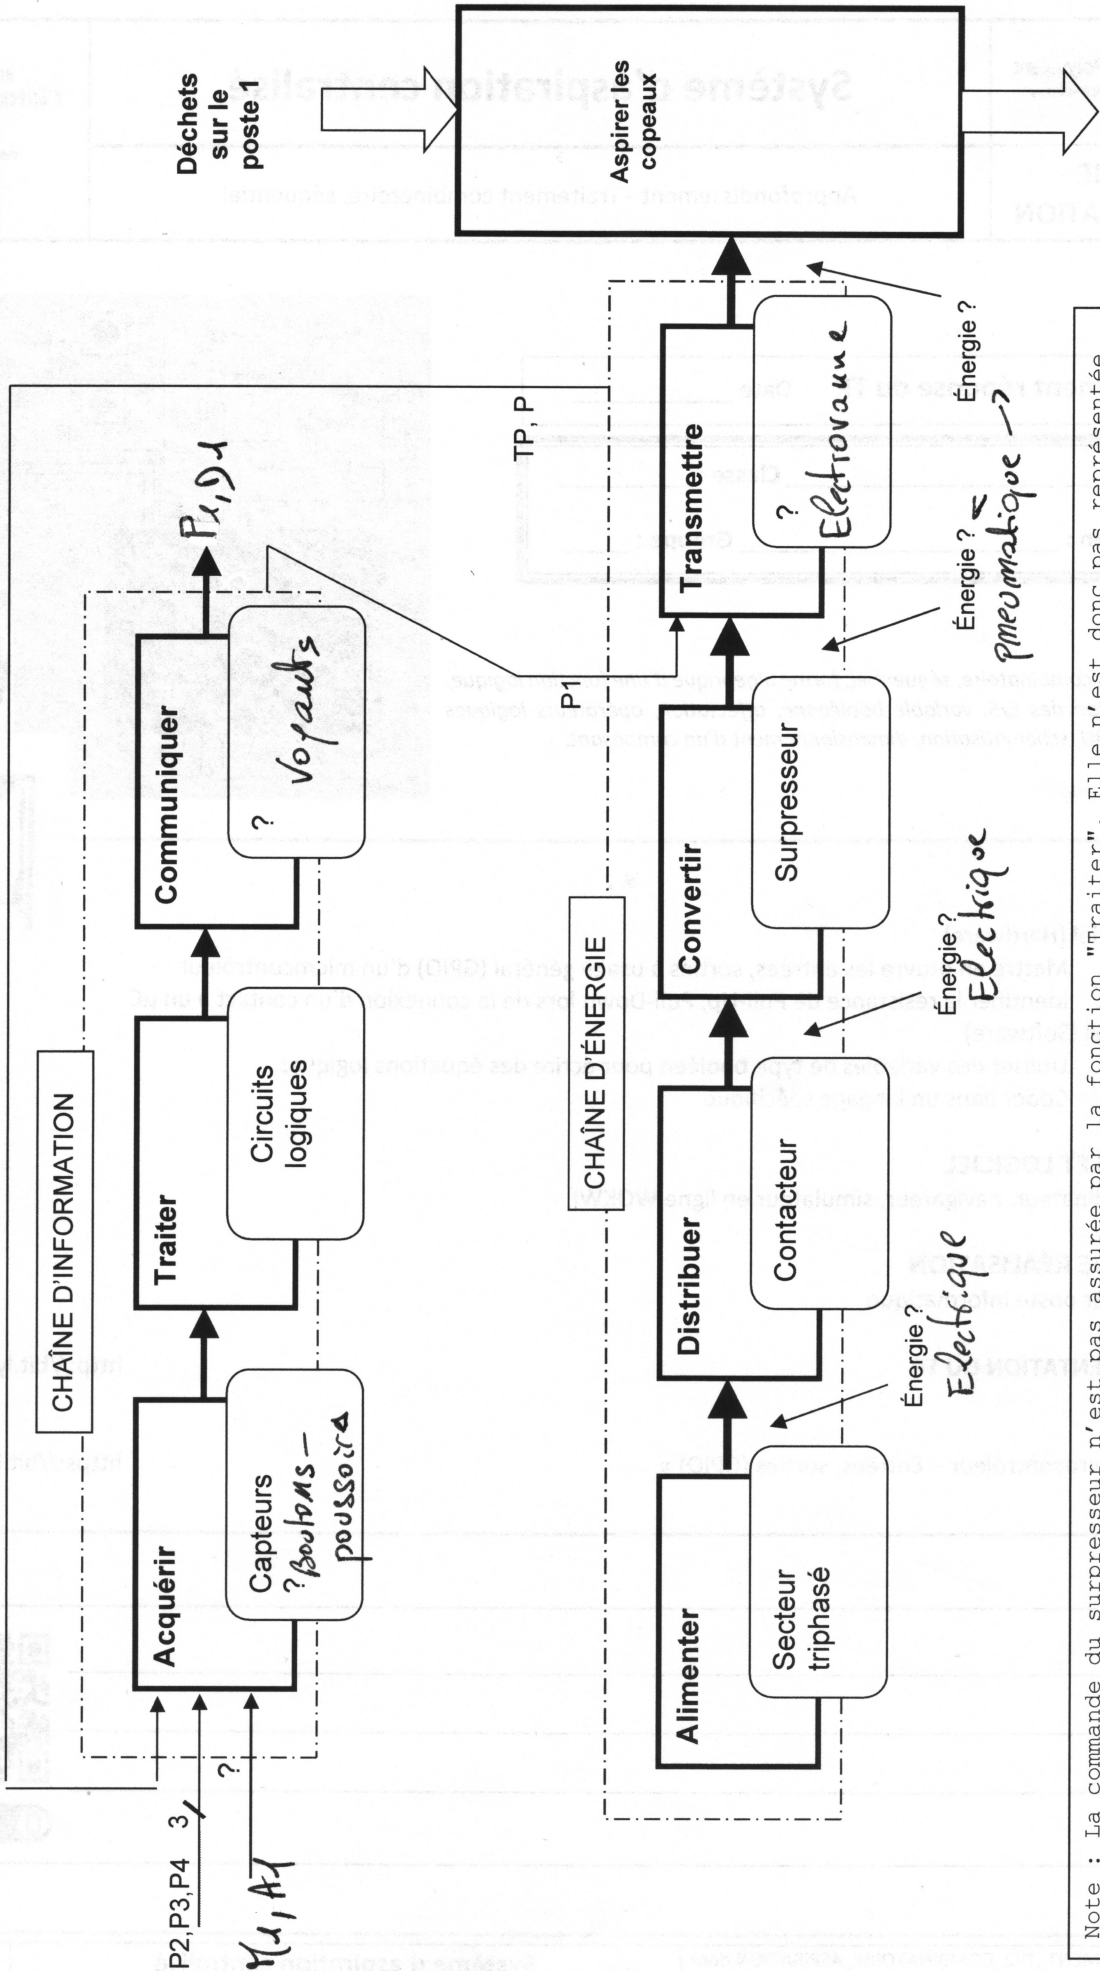 CHAÎNE D'INFORMATION
P2,P3,P4 3
?
M1, A1
Acquérir
Capteurs
? Boutons-
poussoirs
Traiter
Circuits
logiques
Communiquer
?
Voyants
P1, D1
Déchets
sur le
poste 1
TP, P
P1
CHAÎNE D'ÉNERGIE
Alimenter
Secteur
triphasé
Énergie ?
Electrique
Distribuer
Contacteur
Énergie ?
Electrique
Convertir
Surpresseur
Énergie ?
pneumatique
Transmettre
?
Electrovanne
Énergie ?
Aspirer les
copeaux
Note : La commande du surpresseur n'est pas assurée par la fonction "Traiter". Elle n'est donc pas représentée